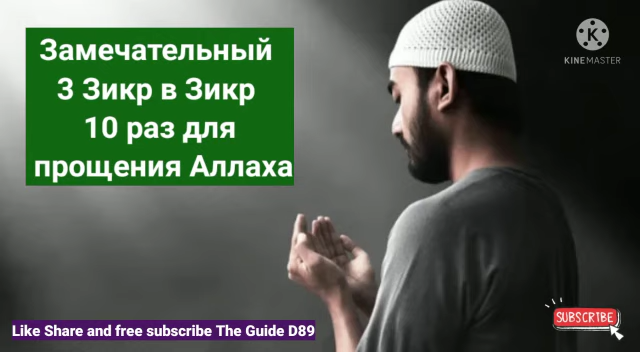 Замечательный
3 Зикр в Зикр
10 раз для
прощения Аллаха
KINEMASTER
SUBSCRIBE
Like Share and free subscribe The Guide D89